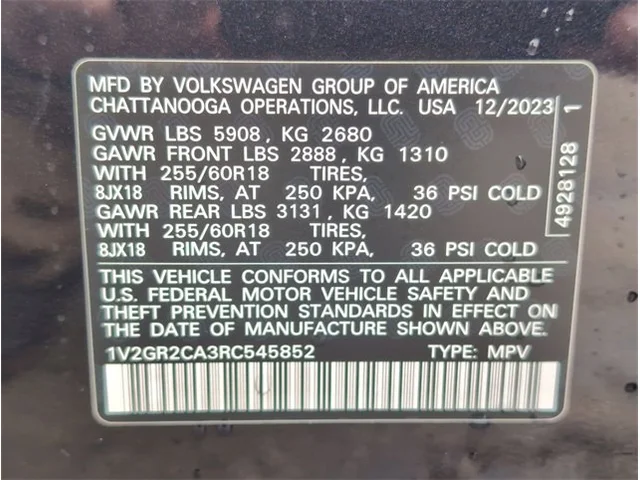 MFD BY VOLKSWAGEN GROUP OF AMERICA
CHATTANOOGA OPERATIONS, LLC. USA 12/2023
GVWR LBS 5908, KG 2680
GAWR FRONT LBS 2888, KG 1310
WITH 255/60R18 TIRES,
8JX18 RIMS, AT 250 KPA, 36 PSI COLD
GAWR REAR LBS 3131, KG 1420
WITH 255/60R18 TIRES,
8JX18 RIMS, AT 250 KPA, 36 PSI COLD
THIS VEHICLE CONFORMS TO ALL APPLICABLE
U.S. FEDERAL MOTOR VEHICLE SAFETY AND
THEFT PREVENTION STANDARDS IN EFFECT
ON THE DATE OF MANUFACTURE SHOWN ABOVE.
1V2GR2CA3RC545852 TYPE: MPV
4928128 1